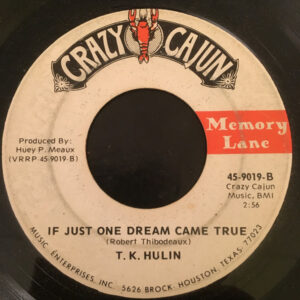 CRAZY CAJUN
Memory
Lane
Produced By:
Huey P. Meaux
(VRRP 45-9019-B)
45-9019-B
Crazy Cajun
Music, BMI
2:56
IF JUST ONE DREAM CAME TRUE
(Robert Thibodeaux)
T. K. HULIN
MUSIC ENTERPRISES INC. 5626 BROCK, HOUSTON, TEXAS-77023